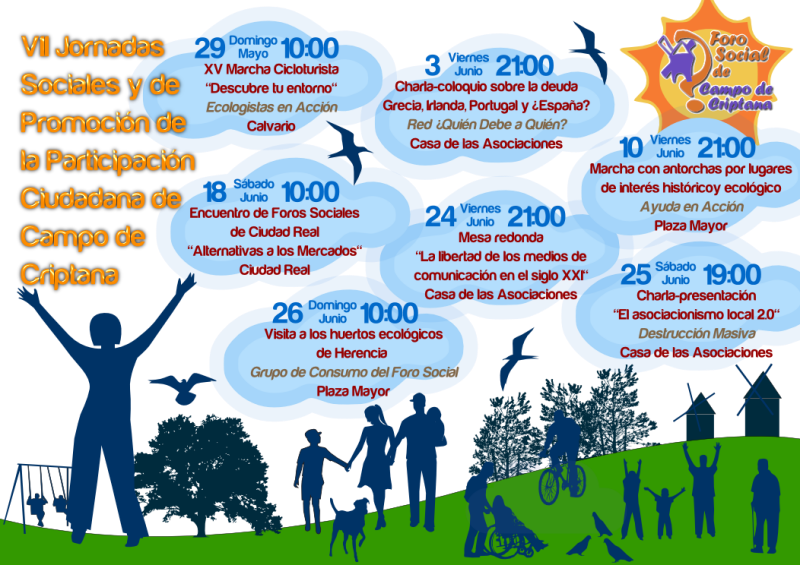 VII Jornadas
Sociales y de
Promoción de
la Participación
Ciudadana de
Campo de
Criptana
29 Domingo Mayo 10:00
XV Marcha Cicloturista
"Descubre tu entorno"
Ecologistas en Acción
Calvario
3 Viernes Junio 21:00
Charla-coloquio sobre la deuda
Grecia, Irlanda, Portugal y ¿España?
Red ¿Quién Debe a Quién?
Casa de las Asociaciones
Foro
Social
de
Campo de
Criptana
10 Viernes Junio 21:00
Marcha con antorchas por lugares
de interés históricoy ecológico
Ayuda en Acción
Plaza Mayor
18 Sábado Junio 10:00
Encuentro de Foros Sociales
de Ciudad Real
"Alternativas a los Mercados"
Ciudad Real
24 Viernes Junio 21:00
Mesa redonda
"La libertad de los medios de
comunicación en el siglo XXI"
Casa de las Asociaciones
25 Sábado Junio 19:00
Charla-presentación
"El asociacionismo local 2.0"
Destrucción Masiva
Casa de las Asociaciones
26 Domingo Junio 10:00
Visita a los huertos ecológicos
de Herencia
Grupo de Consumo del Foro Social
Plaza Mayor